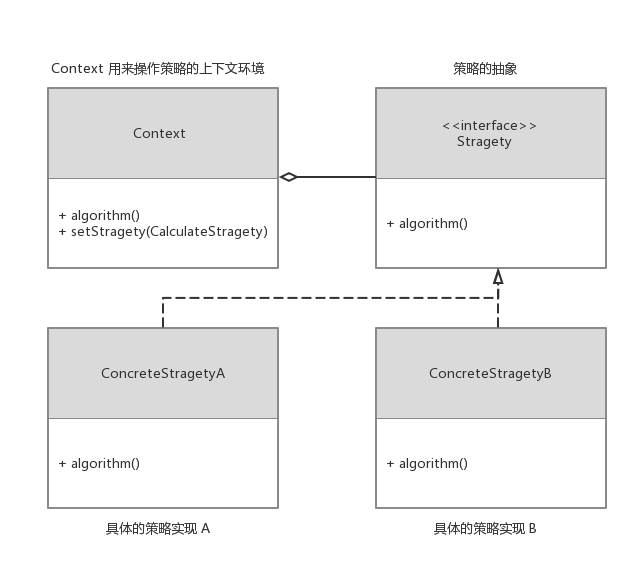 Context 用来操作策略的上下文环境
策略的抽象
Context
<<interface>>
Stragety
+ algorithm()
+ setStragety(CalculateStragety)
+ algorithm()
ConcreteStragetyA
ConcreteStragetyB
+ algorithm()
+ algorithm()
具体的策略实现 A
具体的策略实现 B